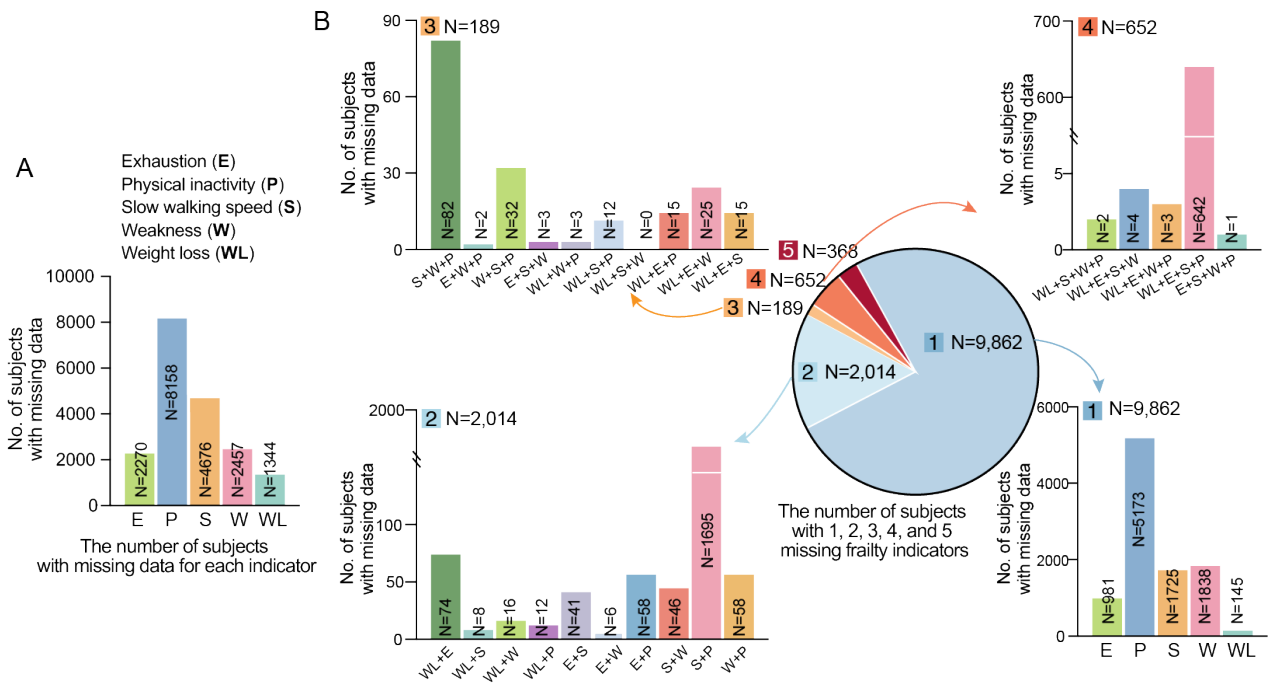 A
Exhaustion (E)
Physical inactivity (P)
Slow walking speed (S)
Weakness (W)
Weight loss (WL)
No. of subjects
with missing data
10000
8000
6000
4000
2000
0
N=2270
N=8158
N=4676
N=2457
N=1344
E P S W WL
The number of subjects
with missing data for each indicator
B
3 N=189
No. of subjects
with missing data
90
60
30
0
N=82
N=2
N=32
N=3
N=3
N=12
N=0
N=15
N=25
N=15
S+W+P
E+W+P
W+S+P
E+S+W
WL+W+P
WL+S+P
WL+S+W
WL+E+P
WL+E+W
WL+E+S
4 N=652
No. of subjects
with missing data
700
600
5
0
N=2
N=4
N=3
N=642
N=1
WL+S+W+P
WL+E+S+W
WL+E+W+P
WL+E+S+P
E+S+W+P
5 N=368
4 N=652
3 N=189
2 N=2,014
1 N=9,862
The number of subjects
with 1, 2, 3, 4, and 5
missing frailty indicators
2 N=2,014
No. of subjects
with missing data
2000
100
50
0
N=74
N=8
N=16
N=12
N=41
N=6
N=58
N=46
N=1695
N=58
WL+E
WL+S
WL+W
WL+P
E+S
E+W
E+P
S+W
S+P
W+P
1 N=9,862
No. of subjects
with missing data
6000
4000
2000
0
N=981
N=5173
N=1725
N=1838
N=145
E P S W WL